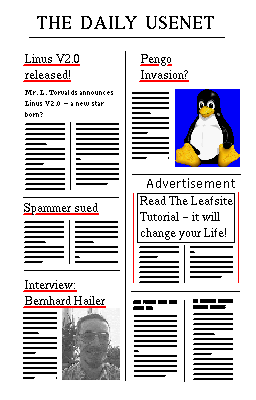 THE DAILY USENET
Linus V2.0
released!
Mr. L. Torvalds announces
Linus V2.0 – a new star
born?
Spammer sued
Interview:
Bernhard Hailer
Pengo
Invasion?
Advertisement
Read The Leafsite
Tutorial – it will
change your Life!